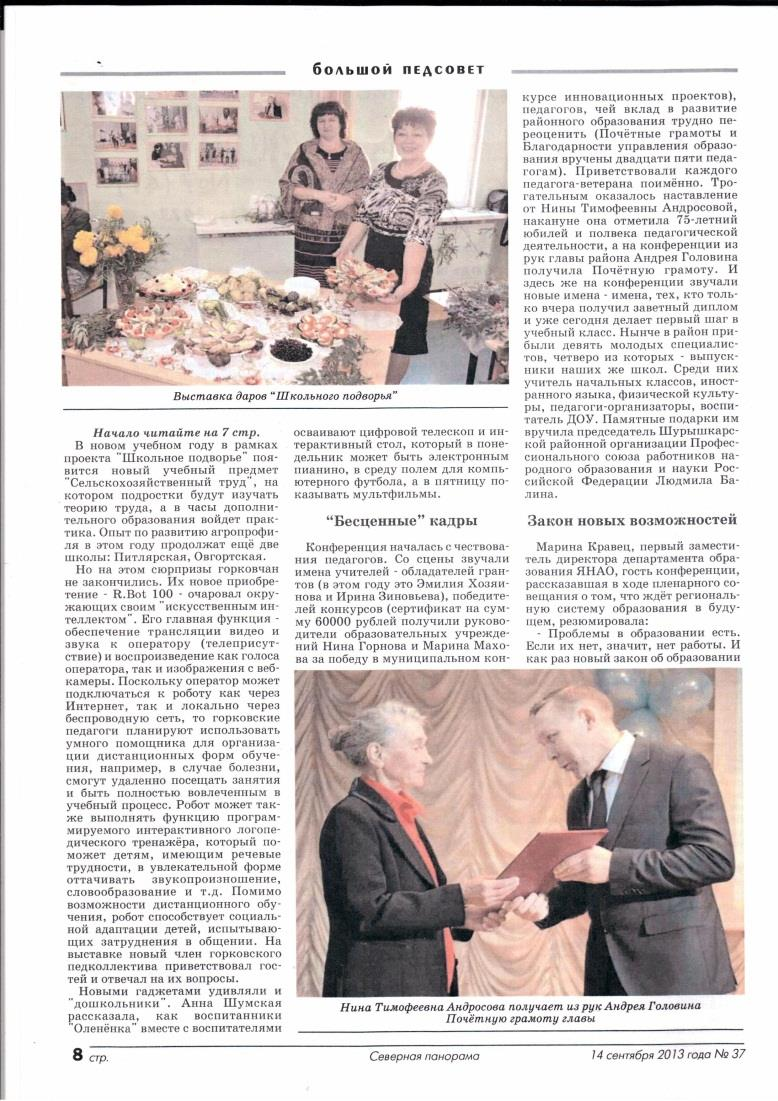 БОЛЬШОЙ ПЕДСОВЕТ
Выставка даров "Школьного подворья"
Начало читайте на 7 стр.
В новом учебном году в рамках
проекта "Школьное подворье" поя-
вится новый учебный предмет
"Сельскохозяйственный труд", на
котором подростки будут изучать
теорию труда, а в часы дополни-
тельного образования войдет прак-
тика. Опыт по развитию агропрофи-
ля в этом году продолжат ещё две
школы: Питлярская, Овгортская.
Но на этом сюрпризы горковчан
не закончились. Их новое приобре-
тение - R.Bot 100 - очаровал окру-
жающих своим "искусственным ин-
теллектом". Его главная функция -
обеспечение трансляции видео и
звука к оператору (телеприсут-
ствие) и воспроизведение как голоса
оператора, так и изображения с веб-
камеры. Поскольку оператор может
подключаться к роботу как через
Интернет, так и локально через
беспроводную сеть, то горковские
педагоги планируют использовать
умного помощника для организа-
ции дистанционных форм обуче-
ния, например, в случае болезни,
смогут удаленно посещать занятия
и быть полностью вовлеченным в
учебный процесс. Робот может так-
же выполнять функцию програм-
мируемого интерактивного логопе-
дического тренажёра, который по-
может детям, имеющим речевые
трудности, в увлекательной форме
оттачивать звукопроизношение,
словообразование и т.д. Помимо
возможности дистанционного обу-
чения, робот способствует социаль-
ной адаптации детей, испытываю-
щих затруднения в общении. На
выставке новый член горковского
педколлектива приветствовал гос-
тей и отвечал на их вопросы.
Новыми гаджетами удивляли и
"дошкольники". Анна Шумская
рассказала, как воспитанники
"Оленёнка" вместе с воспитателями
осваивают цифровой телескоп и ин-
терактивный стол, который в поне-
дельник может быть электронным
пианино, в среду полем для компь-
ютерного футбола, а в пятницу по-
казывать мультфильмы.
"Бесценные" кадры
Конференция началась с чествова-
ния педагогов. Со сцены звучали
имена учителей - обладателей гран-
тов (в этом году это Эмилия Хозяи-
нова и Ирина Зиновьева), победите-
лей конкурсов (сертификат на сум-
му 60000 рублей получили руково-
дители образовательных учрежде-
ний Нина Горнова и Марина Махо-
ва за победу в муниципальном кон-
курсе инновационных проектов),
педагогов, чей вклад в развитие
районного образования трудно пе-
реоценить (Почётные грамоты и
Благодарности управления образо-
вания вручены двадцати пяти педа-
гогам). Приветствовали каждого
педагога-ветерана поимённо. Тро-
гательным оказалось наставление
от Нины Тимофеевны Андросовой,
накануне она отметила 75-летний
юбилей и полвека педагогической
деятельности, а на конференции из
рук главы района Андрея Головина
получила Почётную грамоту. И
здесь же на конференции звучали
новые имена - имена, тех, кто толь-
ко вчера получил заветный диплом
и уже сегодня делает первый шаг в
учебный класс. Нынче в район при-
были девять молодых специалис-
тов, четверо из которых - выпуск-
ники наших же школ. Среди них
учитель начальных классов, иност-
ранного языка, физической культу-
ры, педагоги-организаторы, воспи-
татель ДОУ. Памятные подарки им
вручила председатель Шурышкарс-
кой районной организации Профес-
сионального союза работников на-
родного образования и науки Рос-
сийской Федерации Людмила Ба-
лина.
Закон новых возможностей
Марина Кравец, первый замести-
тель директора департамента обра-
зования ЯНАО, гость конференции,
рассказавшая в ходе пленарного со-
вещания о том, что ждёт региональ-
ную систему образования в буду-
щем, резюмировала:
- Проблемы в образовании есть.
Если их нет, значит, нет работы. И
как раз новый закон об образовании
Нина Тимофеевна Андросова получает из рук Андрея Головина
Почётную грамоту главы
8 стр.
Северная панорама
14 сентября 2013 года № 37